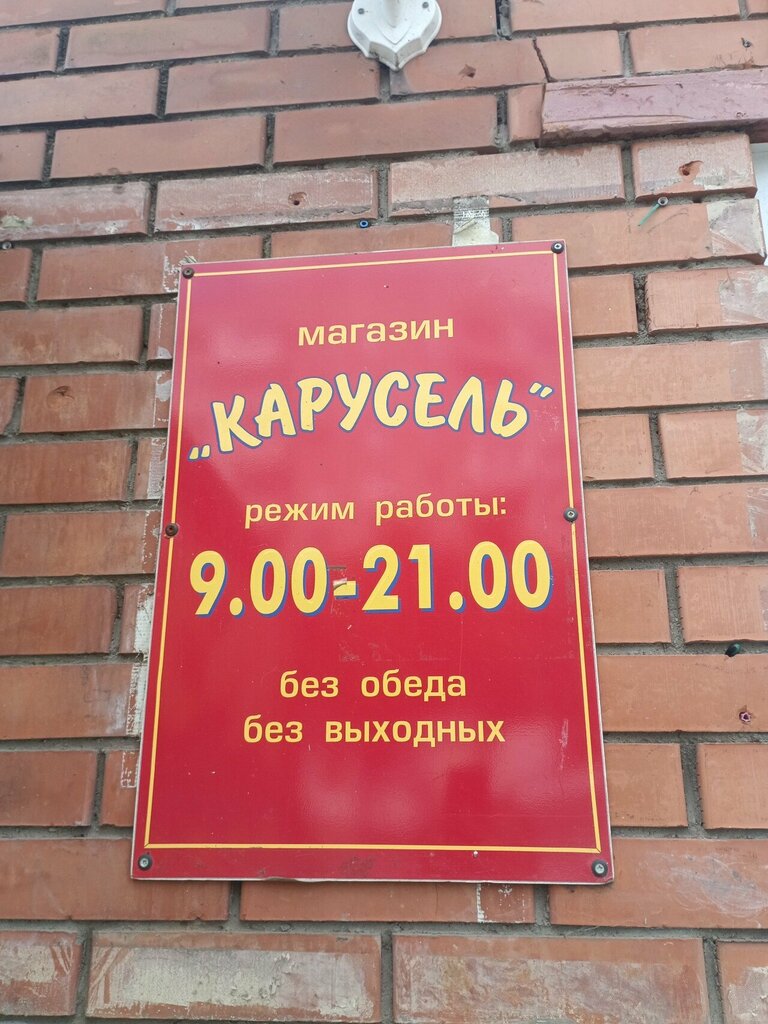 магазин
„КАРУСЕЛЬ”
режим работы:
9.00-21.00
без обеда
без выходных